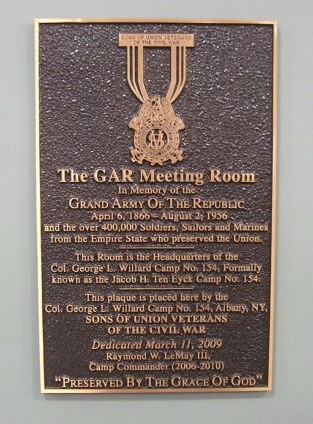 SONS OF UNION VETERANS
OF THE CIVIL WAR
The GAR Meeting Room
In Memory of the
GRAND ARMY OF THE REPUBLIC
April 6, 1866 – August 2, 1956
and the over 400,000 Soldiers, Sailors and Marines
from the Empire State who preserved the Union.
This Room is the Headquarters of the
Col. George L. Willard Camp No. 154, Formally
known as the Jacob H. Ten Eyck Camp No. 154.
This plaque is placed here by the
Col. George L. Willard Camp No. 154, Albany, NY,
SONS OF UNION VETERANS
OF THE CIVIL WAR
Dedicated March 11, 2009
Raymond W. LeMay III,
Camp Commander (2006-2010)
"PRESERVED BY THE GRACE OF GOD"